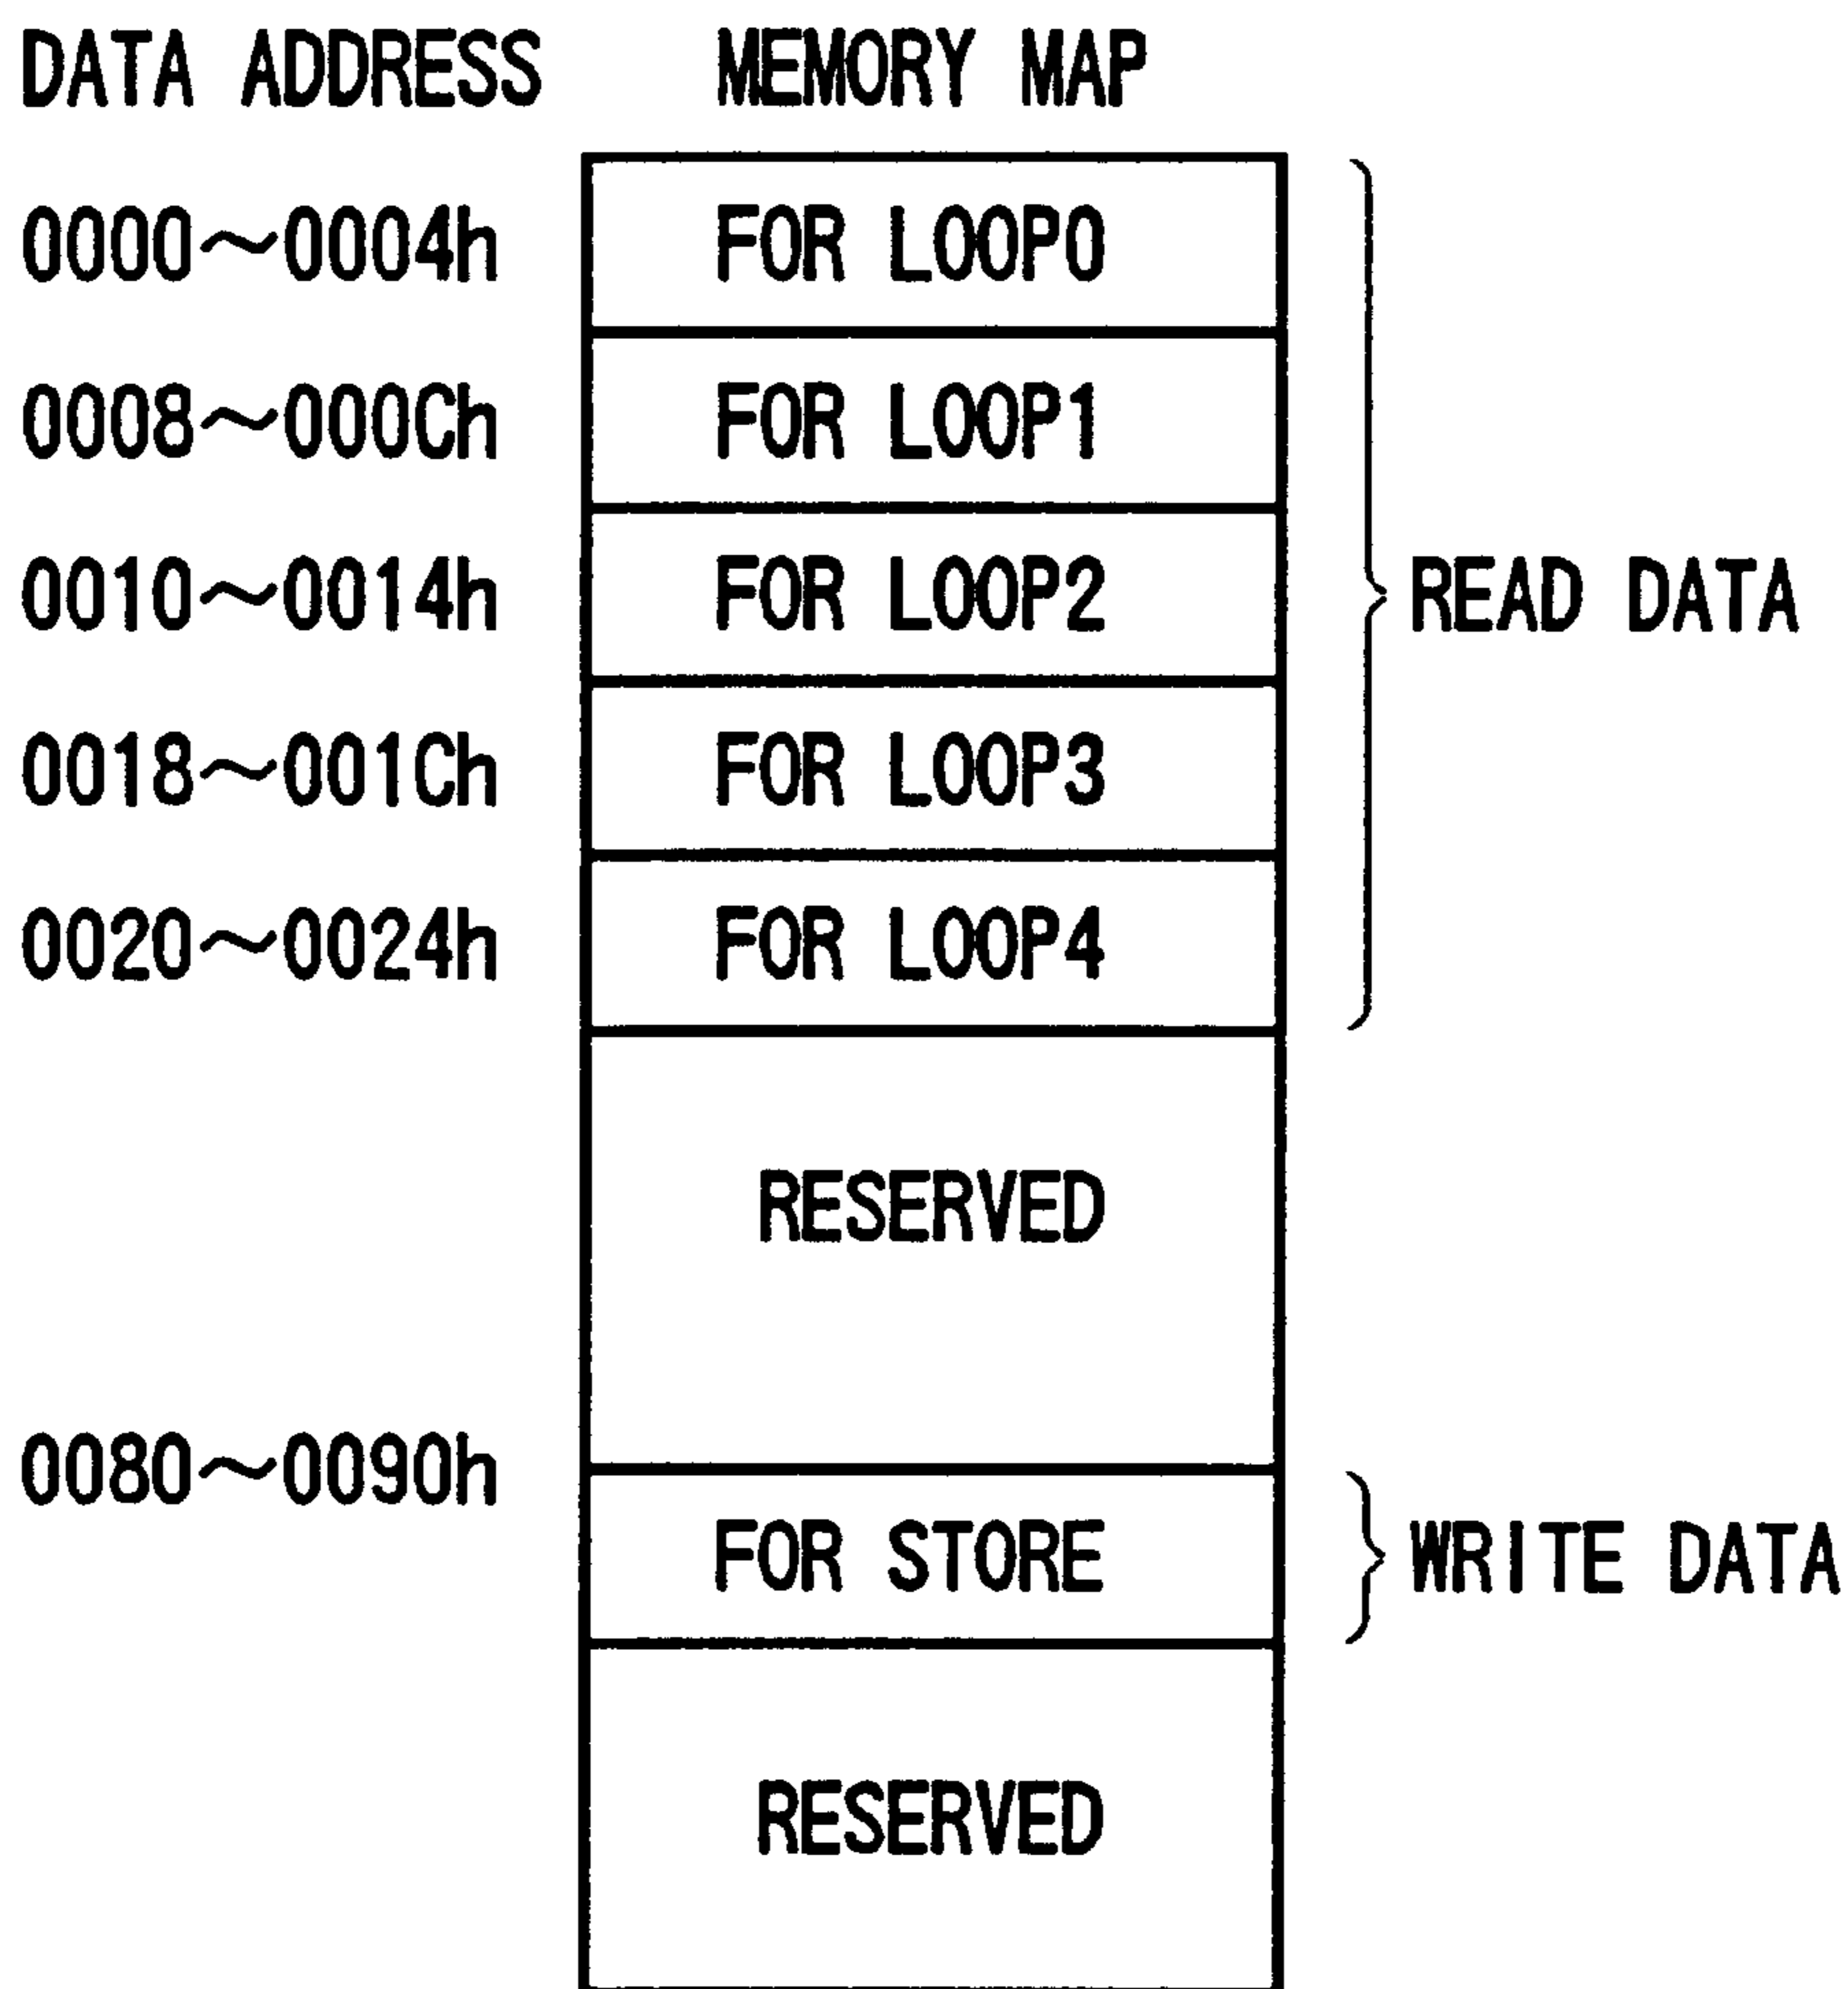 DATA ADDRESS MEMORY MAP
0000～0004h FOR LOOP0
0008～000Ch FOR LOOP1
0010～0014h FOR LOOP2 READ DATA
0018～001Ch FOR LOOP3
0020～0024h FOR LOOP4
RESERVED
0080～0090h
FOR STORE WRITE DATA
RESERVED